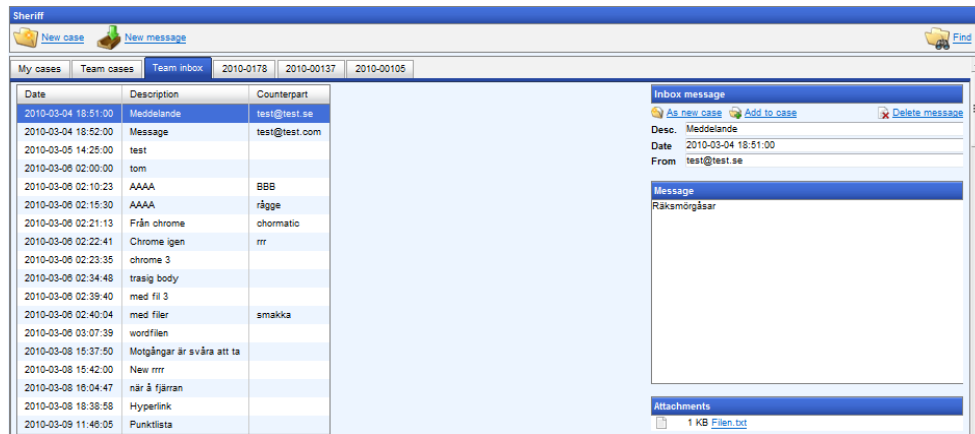 Sheriff
New case New message Find
My cases Team cases Team inbox 2010-0178 2010-00137 2010-00105
Date Description Counterpart
2010-03-04 18:51:00 Meddelande test@test.se
2010-03-04 18:52:00 Message test@test.com
2010-03-05 14:25:00 test
2010-03-06 02:00:00 tom
2010-03-06 02:10:23 AAAA BBB
2010-03-06 02:15:30 AAAA rågge
2010-03-06 02:21:13 Från chrome chormatic
2010-03-06 02:22:41 Chrome igen rrr
2010-03-06 02:23:35 chrome 3
2010-03-06 02:34:48 trasig body
2010-03-06 02:39:40 med fil 3
2010-03-06 02:40:04 med filer smakka
2010-03-06 03:07:39 wordfilen
2010-03-08 15:37:50 Motgångar är svåra att ta
2010-03-08 15:42:00 New rrrr
2010-03-08 16:04:47 när å fjärran
2010-03-08 18:38:58 Hyperlink
2010-03-09 11:46:05 Punktlista
Inbox message
As new case Add to case Delete message
Desc. Meddelande
Date 2010-03-04 18:51:00
From test@test.se
Message
Räksmörgåsar
Attachments
1 KB Filen.txt